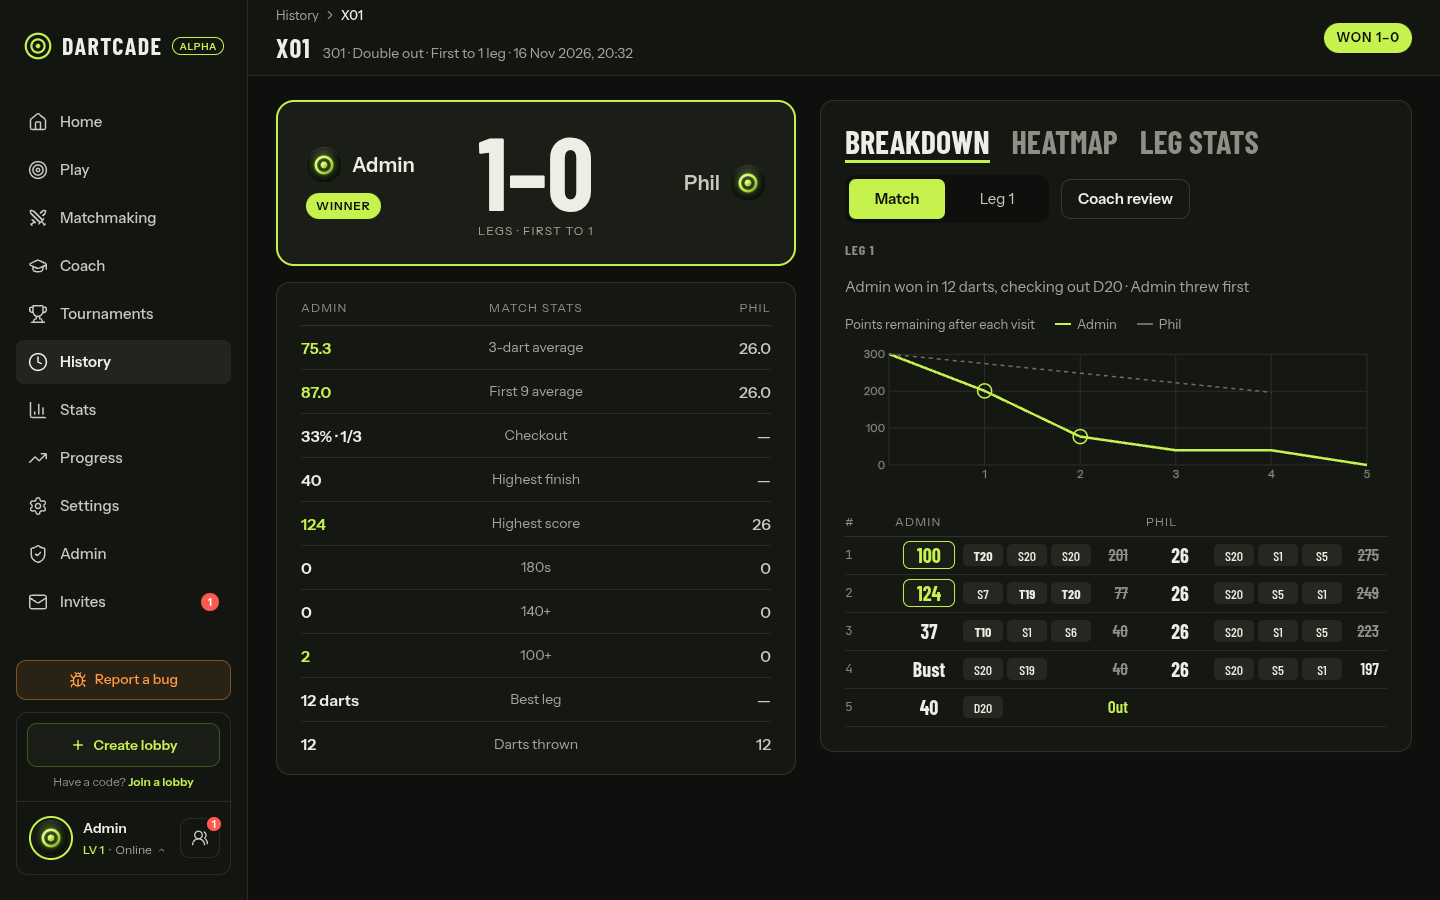 DARTCADE ALPHA
Home
Play
Matchmaking
Coach
Tournaments
History
Stats
Progress
Settings
Admin
Invites 1
Report a bug
+ Create lobby
Have a code? Join a lobby
Admin
LV 1 · Online
1
History > X01
X01 301 · Double out · First to 1 leg · 16 Nov 2026, 20:32
WON 1–0
Admin
WINNER
1–0
LEGS · FIRST TO 1
Phil
ADMIN MATCH STATS PHIL
75.3 3-dart average 26.0
87.0 First 9 average 26.0
33% · 1/3 Checkout —
40 Highest finish —
124 Highest score 26
0 180s 0
0 140+ 0
2 100+ 0
12 darts Best leg —
12 Darts thrown 12
BREAKDOWN HEATMAP LEG STATS
Match Leg 1 Coach review
LEG 1
Admin won in 12 darts, checking out D20 · Admin threw first
Points remaining after each visit Admin Phil
300
200
100
0
1 2 3 4 5
# ADMIN PHIL
1 100 T20 S20 S20 201 26 S20 S1 S5 275
2 124 S7 T19 T20 77 26 S20 S5 S1 249
3 37 T10 S1 S6 40 26 S20 S1 S5 223
4 Bust S20 S19 40 26 S20 S5 S1 197
5 40 D20 Out